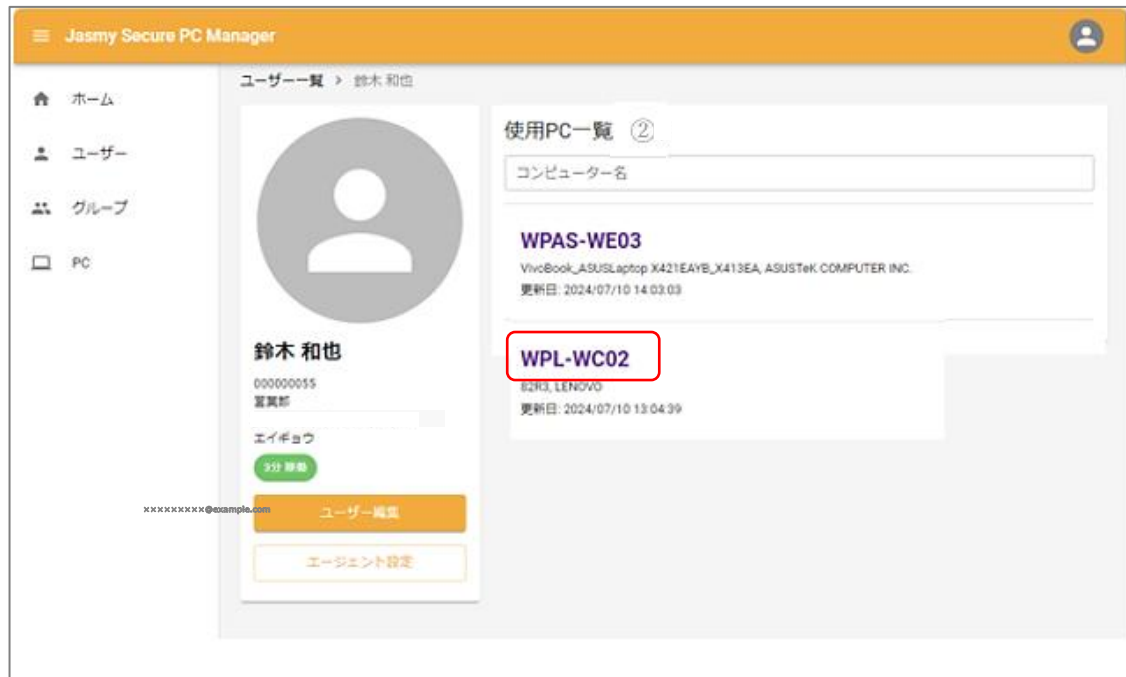 Jasmy Secure PC Manager
ホーム
ユーザー
グループ
PC
ユーザー一覧 > 鈴木 和也
鈴木 和也
000000055
営業部
エイギョウ
3分 稼働
×××××××××@example.com
ユーザー編集
エージェント設定
使用PC一覧 ②
コンピューター名
WPAS-WE03
VivoBook_ASUSLaptop X421EAYB_X413EA, ASUSTeK COMPUTER INC.
更新日: 2024/07/10 14:03:03
WPL-WC02
82R3, LENOVO
更新日: 2024/07/10 13:04:39